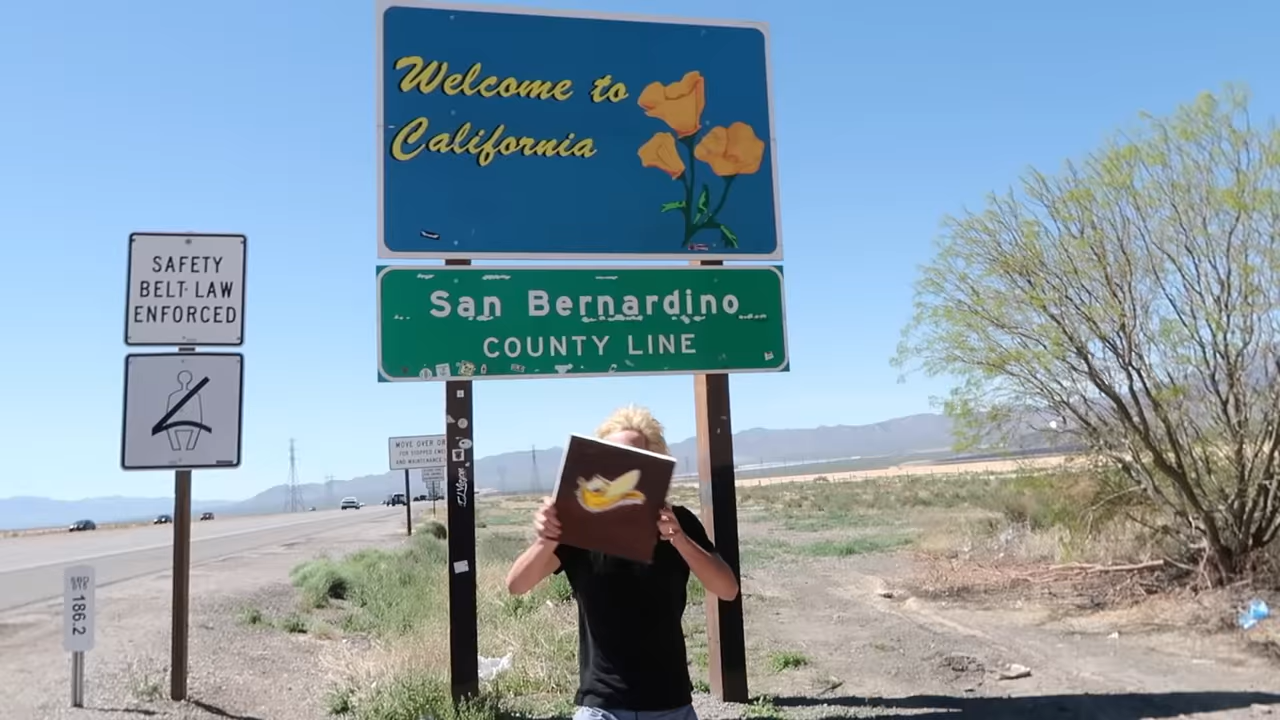 Welcome to
California
San Bernardino
COUNTY LINE
SAFETY
BELT LAW
ENFORCED
MOVE OVER OR
186.2